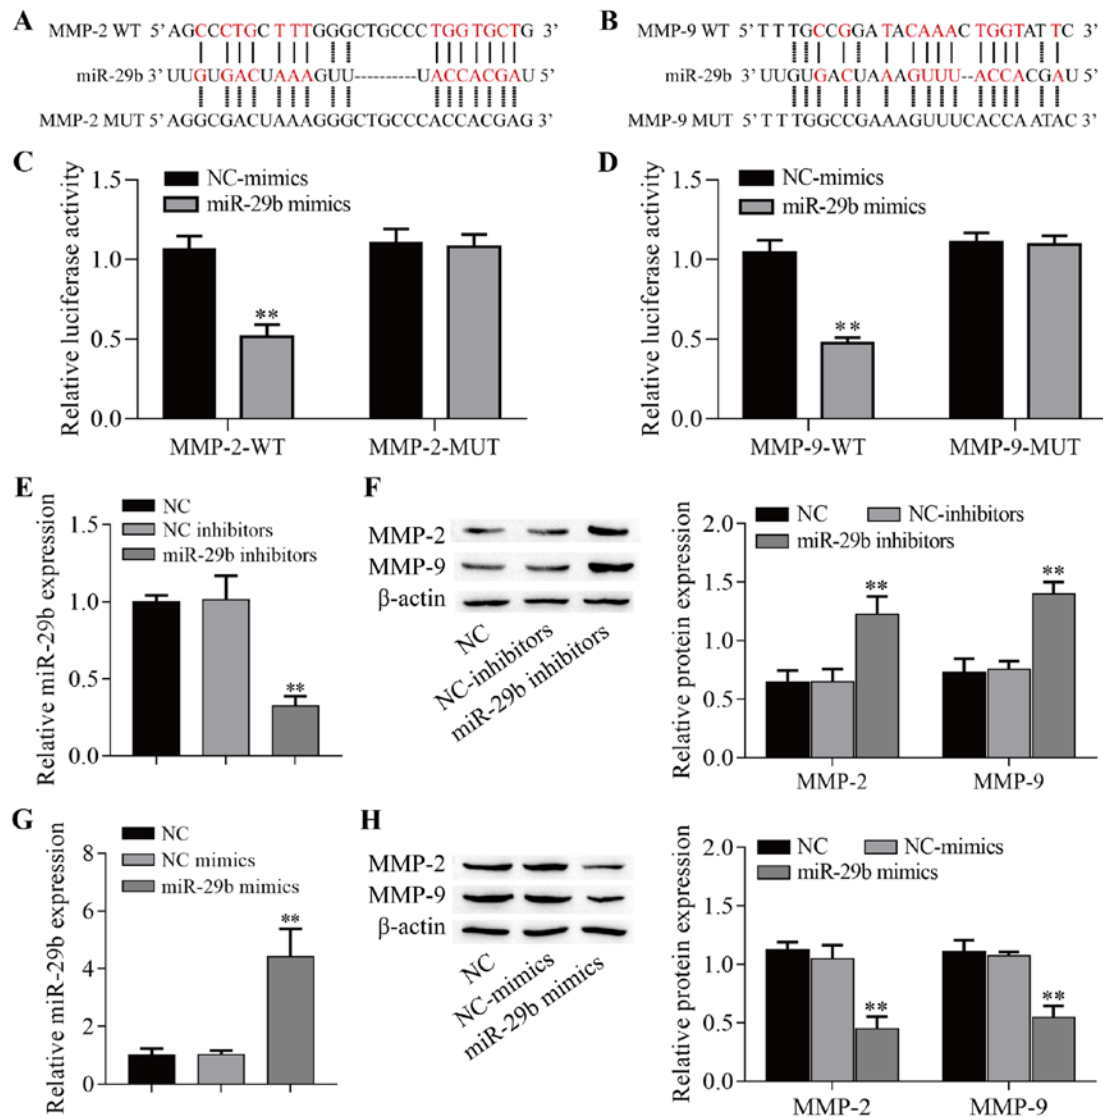 A
MMP-2 WT 5’ AGCCCTGCTTTGGGCTGCCCTGGTGCTG 3’
miR-29b 3’ UUGUGACUAAAGUU----------UACCACGAU 5’
MMP-2 MUT 5’ AGGCGACUAAAGGGCTGCCCACCACGAG 3’
B
MMP-9 WT 5’ TTTGCCGGATACAAACTGGTATTC 3’
miR-29b 3’ UUGUGACUAAGUUU--ACCACGAU 5’
MMP-9 MUT 5’ TTTGGCCGAAAGUUUCACCAATAC 3’
C
NC-mimics
miR-29b mimics
Relative luciferase activity
1.5
1.0
0.5
0.0
**
MMP-2-WT MMP-2-MUT
D
NC-mimics
miR-29b mimics
Relative luciferase activity
1.5
1.0
0.5
0.0
**
MMP-9-WT MMP-9-MUT
E
NC
NC inhibitors
miR-29b inhibitors
Relative miR-29b expression
1.5
1.0
0.5
0.0
**
F
MMP-2
MMP-9
β-actin
NC
NC-inhibitors
miR-29b inhibitors
NC NC-inhibitors
miR-29b inhibitors
Relative protein expression
2.0
1.5
1.0
0.5
0.0
** **
MMP-2 MMP-9
G
NC
NC mimics
miR-29b mimics
Relative miR-29b expression
8
6
4
2
0
**
H
MMP-2
MMP-9
β-actin
NC
NC-mimics
miR-29b mimics
NC NC-mimics
miR-29b mimics
Relative protein expression
2.0
1.5
1.0
0.5
0.0
** **
MMP-2 MMP-9